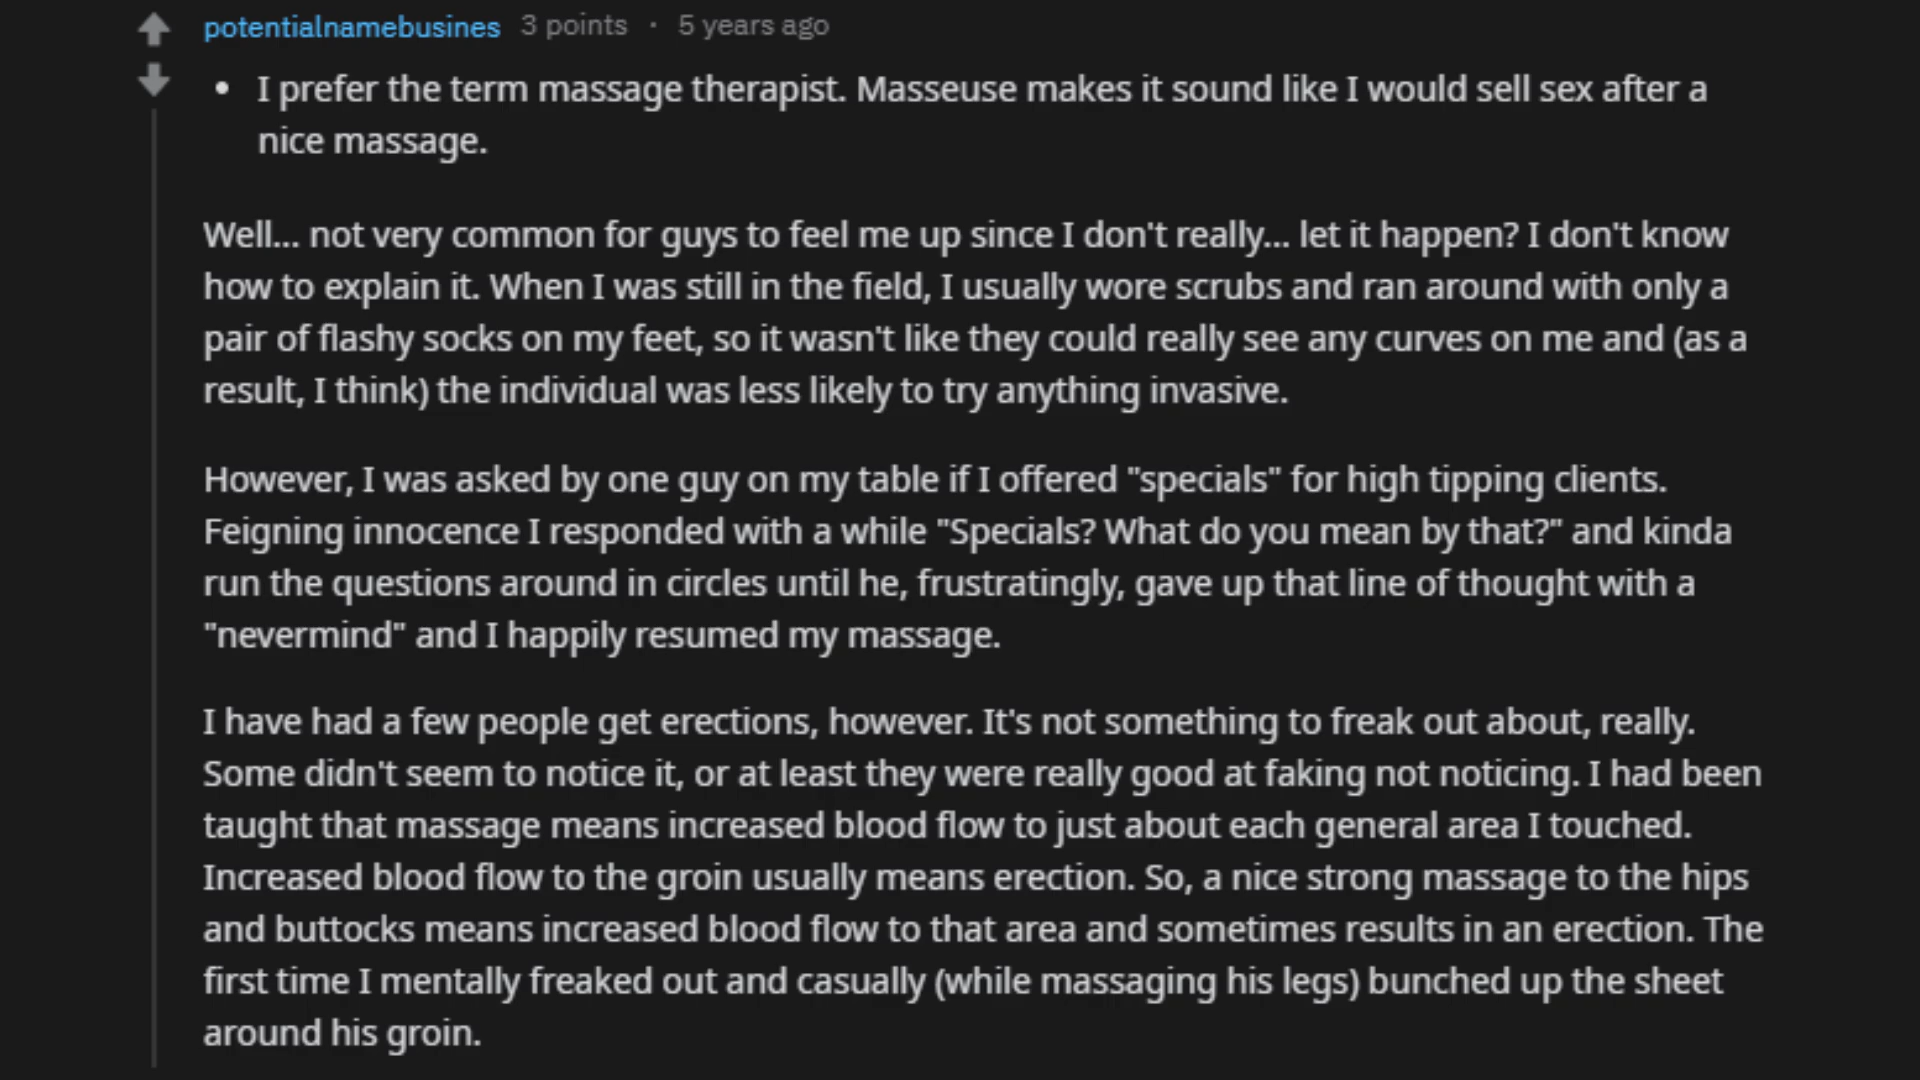 potentialnamebusines 3 points · 5 years ago
• I prefer the term massage therapist. Masseuse makes it sound like I would sell sex after a
nice massage.
Well... not very common for guys to feel me up since I don't really... let it happen? I don't know
how to explain it. When I was still in the field, I usually wore scrubs and ran around with only a
pair of flashy socks on my feet, so it wasn't like they could really see any curves on me and (as a
result, I think) the individual was less likely to try anything invasive.
However, I was asked by one guy on my table if I offered "specials" for high tipping clients.
Feigning innocence I responded with a while "Specials? What do you mean by that?" and kinda
run the questions around in circles until he, frustratingly, gave up that line of thought with a
"nevermind" and I happily resumed my massage.
I have had a few people get erections, however. It's not something to freak out about, really.
Some didn't seem to notice it, or at least they were really good at faking not noticing. I had been
taught that massage means increased blood flow to just about each general area I touched.
Increased blood flow to the groin usually means erection. So, a nice strong massage to the hips
and buttocks means increased blood flow to that area and sometimes results in an erection. The
first time I mentally freaked out and casually (while massaging his legs) bunched up the sheet
around his groin.